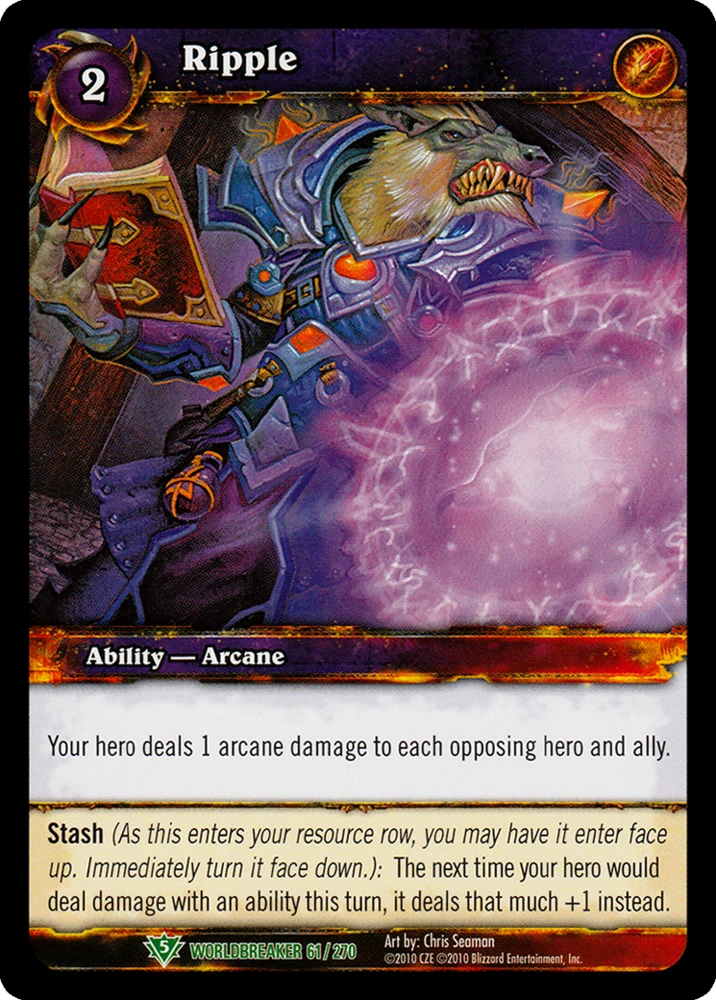 2
Ripple
Ability — Arcane
Your hero deals 1 arcane damage to each opposing hero and ally.
Stash (As this enters your resource row, you may have it enter face
up. Immediately turn it face down.): The next time your hero would
deal damage with an ability this turn, it deals that much +1 instead.
5 WORLDBREAKER 61/270
Art by: Chris Seaman
©2010 CZE ©2010 Blizzard Entertainment, Inc.